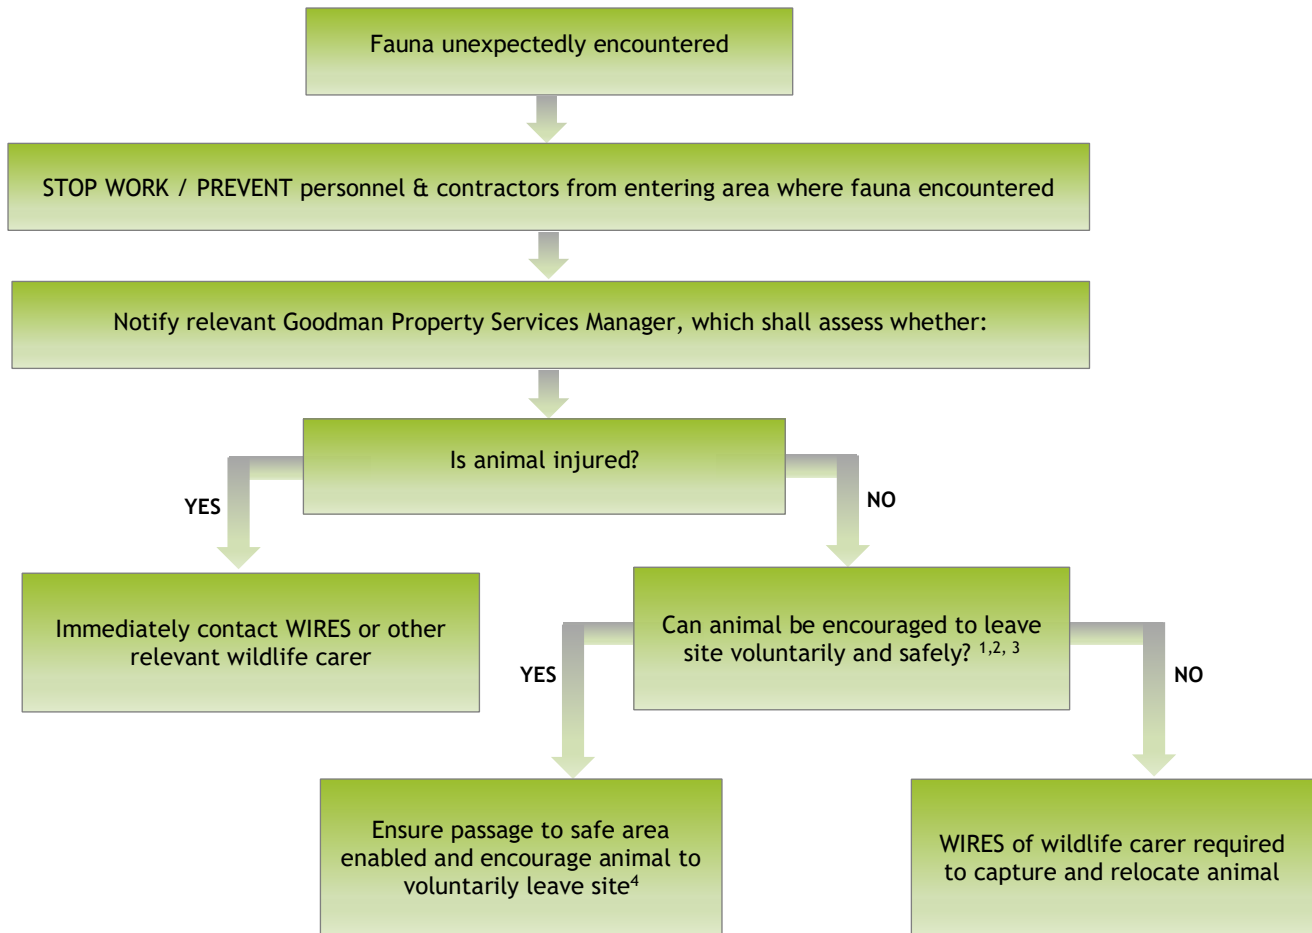 Fauna unexpectedly encountered
STOP WORK / PREVENT personnel & contractors from entering area where fauna encountered
Notify relevant Goodman Property Services Manager, which shall assess whether:
Is animal injured?
YES
NO
Immediately contact WIRES or other
relevant wildlife carer
Can animal be encouraged to leave
site voluntarily and safely? 1,2, 3
YES
NO
Ensure passage to safe area
enabled and encourage animal to
voluntarily leave site4
WIRES of wildlife carer required
to capture and relocate animal